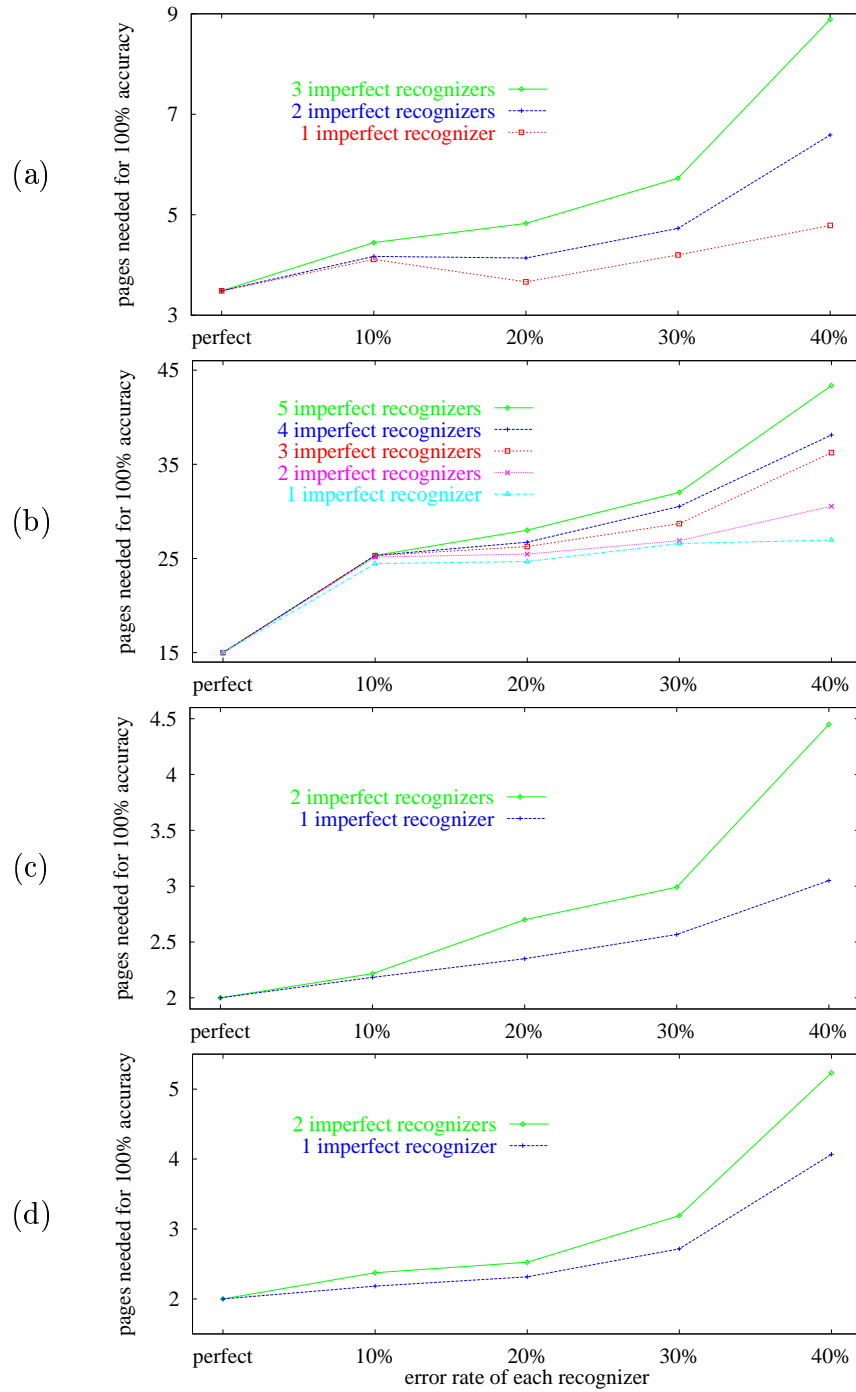 (a)
pages needed for 100% accuracy
9
7
5
3
3 imperfect recognizers
2 imperfect recognizers
1 imperfect recognizer
perfect 10% 20% 30% 40%
(b)
pages needed for 100% accuracy
45
35
25
15
5 imperfect recognizers
4 imperfect recognizers
3 imperfect recognizers
2 imperfect recognizers
1 imperfect recognizer
perfect 10% 20% 30% 40%
(c)
pages needed for 100% accuracy
4.5
4
3.5
3
2.5
2
2 imperfect recognizers
1 imperfect recognizer
perfect 10% 20% 30% 40%
(d)
pages needed for 100% accuracy
5
4
3
2
2 imperfect recognizers
1 imperfect recognizer
perfect 10% 20% 30% 40%
error rate of each recognizer